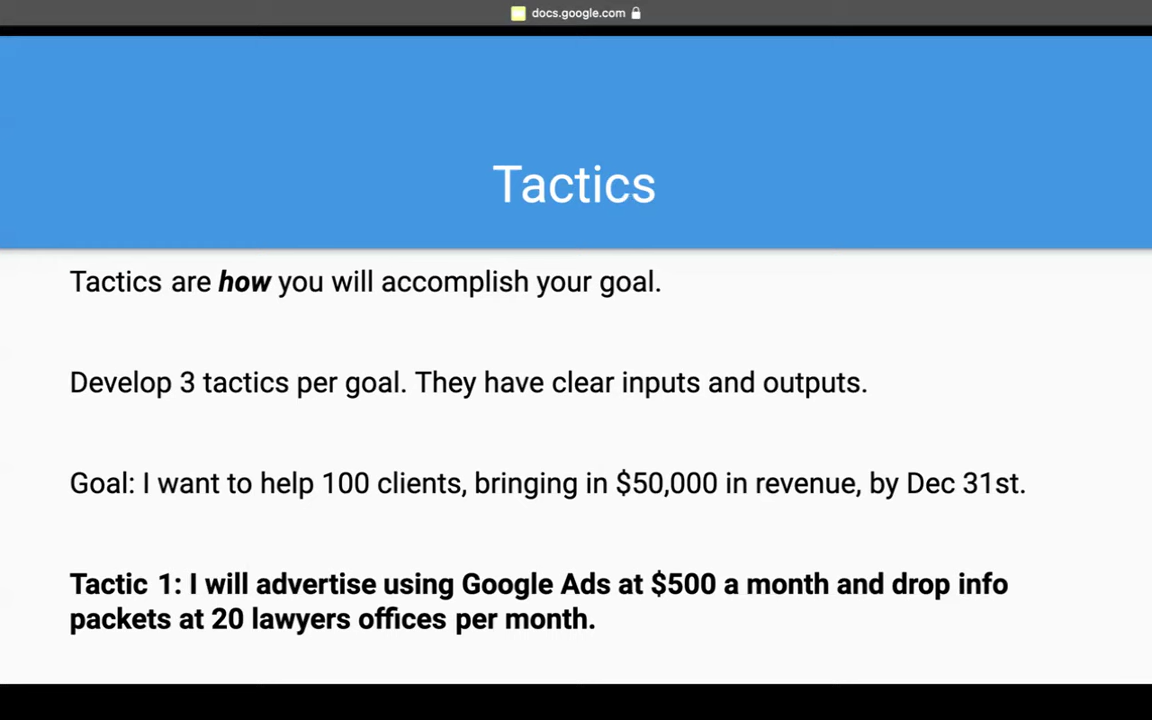 docs.google.com
Tactics
Tactics are how you will accomplish your goal.
Develop 3 tactics per goal. They have clear inputs and outputs.
Goal: I want to help 100 clients, bringing in $50,000 in revenue, by Dec 31st.
Tactic 1: I will advertise using Google Ads at $500 a month and drop info
packets at 20 lawyers offices per month.